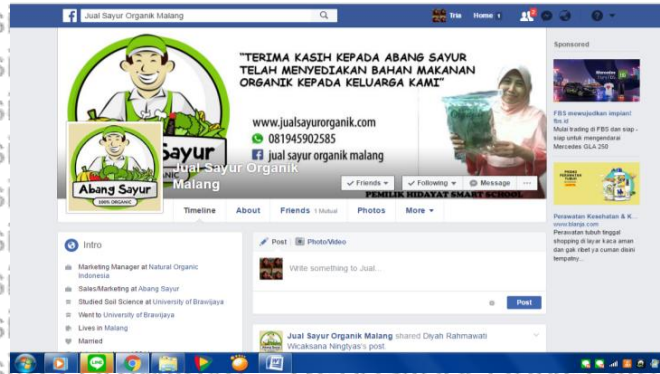 Jual Sayur Organik Malang
Tria
Home 1
"TERIMA KASIH KEPADA ABANG SAYUR
TELAH MENYEDIAKAN BAHAN MAKANAN
ORGANIK KEPADA KELUARGA KAMI"
www.jualsayurorganik.com
081945902585
jual sayur organik malang
Sayur
Abang Sayur
100% ORGANIC
Jual Sayur Organik
Malang
Friends
Following
Message
PEMILIK HIDAYAT SMART SCHOOL
Timeline
About
Friends 1 Mutual
Photos
More
Intro
Marketing Manager at Natural Organic
Indonesia
Sales/Marketing at Abang Sayur
Studied Soil Science at University of Brawijaya
Went to University of Brawijaya
Lives in Malang
Married
Post
Photo/Video
Write something to Jual...
Post
Jual Sayur Organik Malang shared Diyah Rahmawati
Wicaksana Ningtyas's post.
Sponsored
FBS mewujudkan impian!
fbs.id
Mulai trading di FBS dan siap -
siap untuk mengendarai
Mercedes GLA 250
Perawatan Kesehatan & K...
www.blanja.com
Perawatan tubuh tinggal
shopping di layar kaca aman
dan gak ribet ya cuman disini
tempatny...